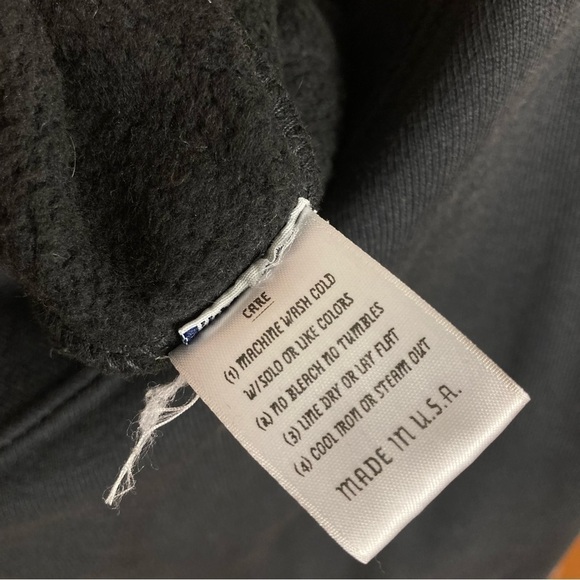 CARE
(1) MACHINE WASH COLD
W/SOLO OR LIKE COLORS
(2) NO BLEACH NO TUMBLES
(3) LINE DRY OR LAY FLAT
(4) COOL IRON OR STEAM OUT
MADE IN U.S.A.